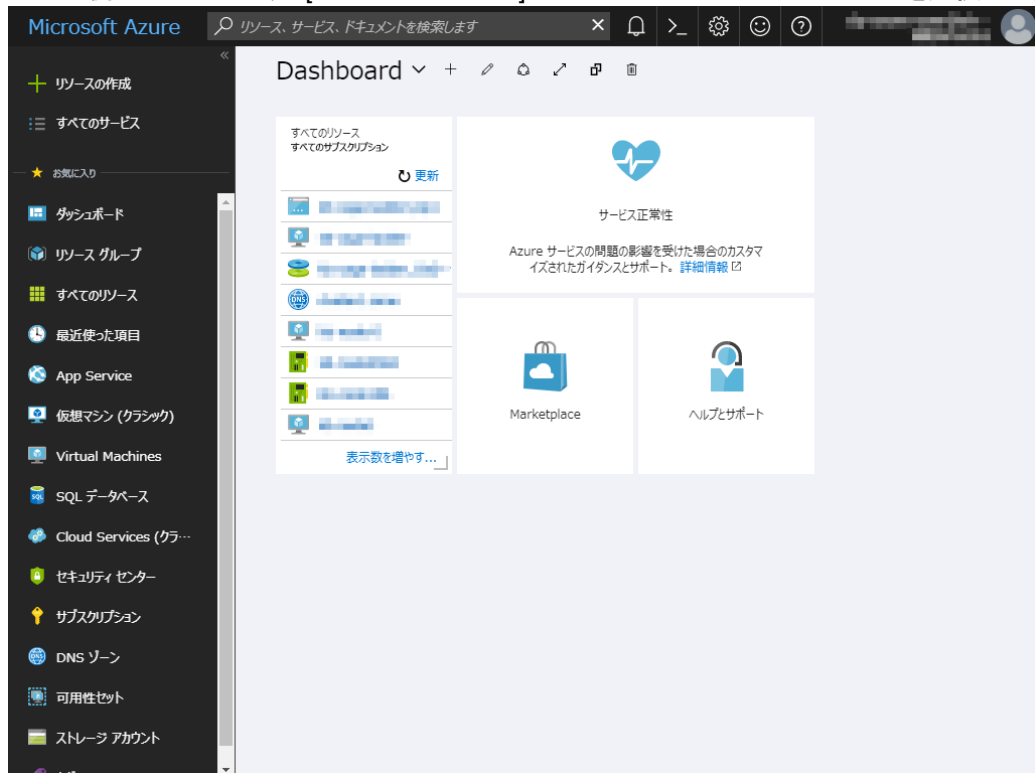 Microsoft Azure
リソース、サービス、ドキュメントを検索します
リソースの作成
すべてのサービス
お気に入り
ダッシュボード
リソース グループ
すべてのリソース
最近使った項目
App Service
仮想マシン (クラシック)
Virtual Machines
SQL データベース
Cloud Services (クラ…
セキュリティ センター
サブスクリプション
DNS ゾーン
可用性セット
ストレージ アカウント
Dashboard
すべてのリソース
すべてのサブスクリプション
更新
表示数を増やす...
サービス正常性
Azure サービスの問題の影響を受けた場合のカスタマ
イズされたガイダンスとサポート。詳細情報
Marketplace
ヘルプとサポート